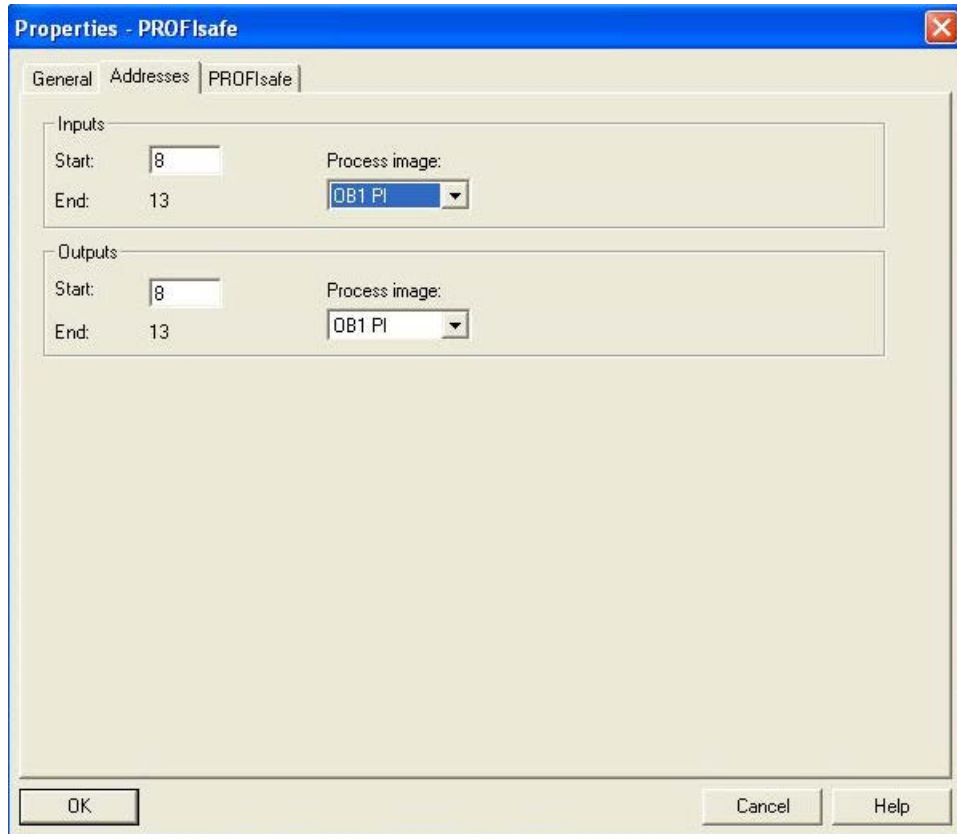 Properties - PROFIsafe
General Addresses PROFIsafe
Inputs
Start: 8 Process image:
End: 13 OB1 PI
Outputs
Start: 8 Process image:
End: 13 OB1 PI
OK Cancel Help